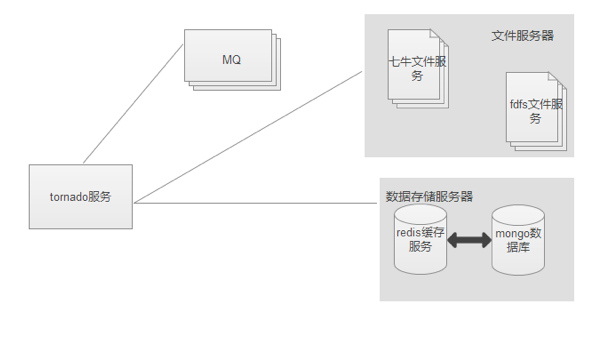 MQ
文件服务器
七牛文件服
务
fdfs文件服
务
tornado服务
数据存储服务器
redis缓存
服务
mongo数
据库